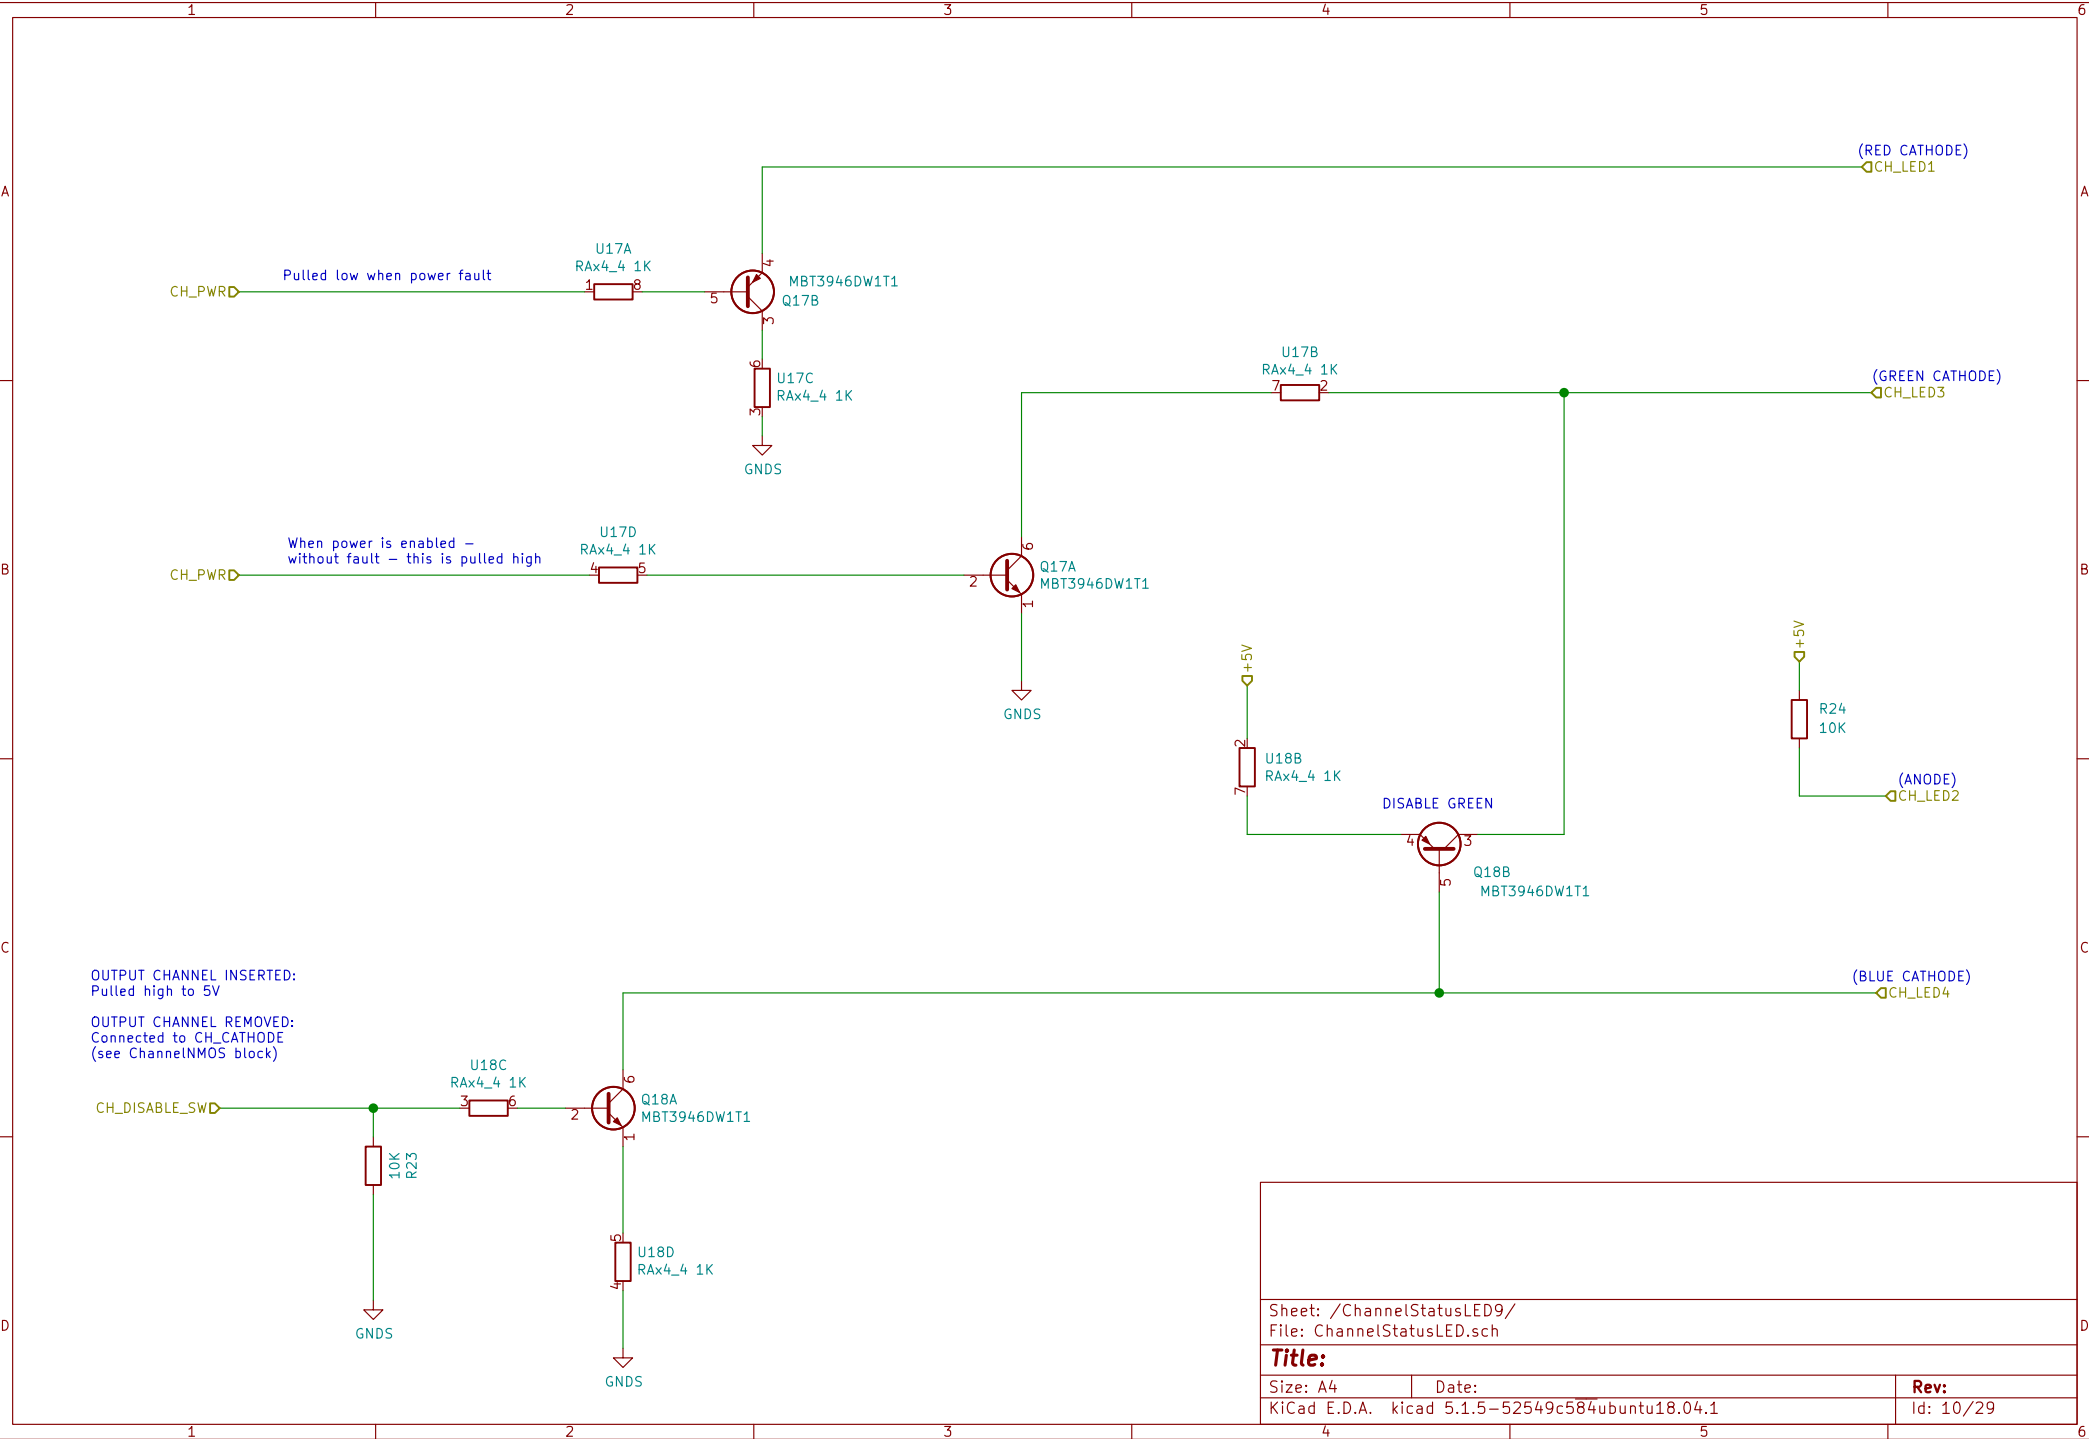 1 2 3 4 5 6
(RED CATHODE)
CH_LED1
A A
U17A
RAx4_4 1K
Pulled low when power fault
CH_PWR
1 8
5
4
3
MBT3946DW1T1
Q17B
6
U17C
RAx4_4 1K
3
GNDS
U17B
RAx4_4 1K
7 2
(GREEN CATHODE)
CH_LED3
U17D
RAx4_4 1K
When power is enabled –
without fault – this is pulled high
CH_PWR
4 5
2
6
1
Q17A
MBT3946DW1T1
B B
GNDS
+5V
2
U18B
RAx4_4 1K
7
+5V
R24
10K
(ANODE)
CH_LED2
DISABLE GREEN
4 3
5
Q18B
MBT3946DW1T1
C C
(BLUE CATHODE)
CH_LED4
OUTPUT CHANNEL INSERTED:
Pulled high to 5V
OUTPUT CHANNEL REMOVED:
Connected to CH_CATHODE
(see ChannelNMOS block)
U18C
RAx4_4 1K
CH_DISABLE_SW
3 6
2
6
1
Q18A
MBT3946DW1T1
10K
R23
GNDS
5
U18D
RAx4_4 1K
4
GNDS
D D
Sheet: /ChannelStatusLED9/
File: ChannelStatusLED.sch
Title:
Size: A4 Date: Rev:
KiCad E.D.A. kicad 5.1.5-52549c584ubuntu18.04.1 Id: 10/29
1 2 3 4 5 6